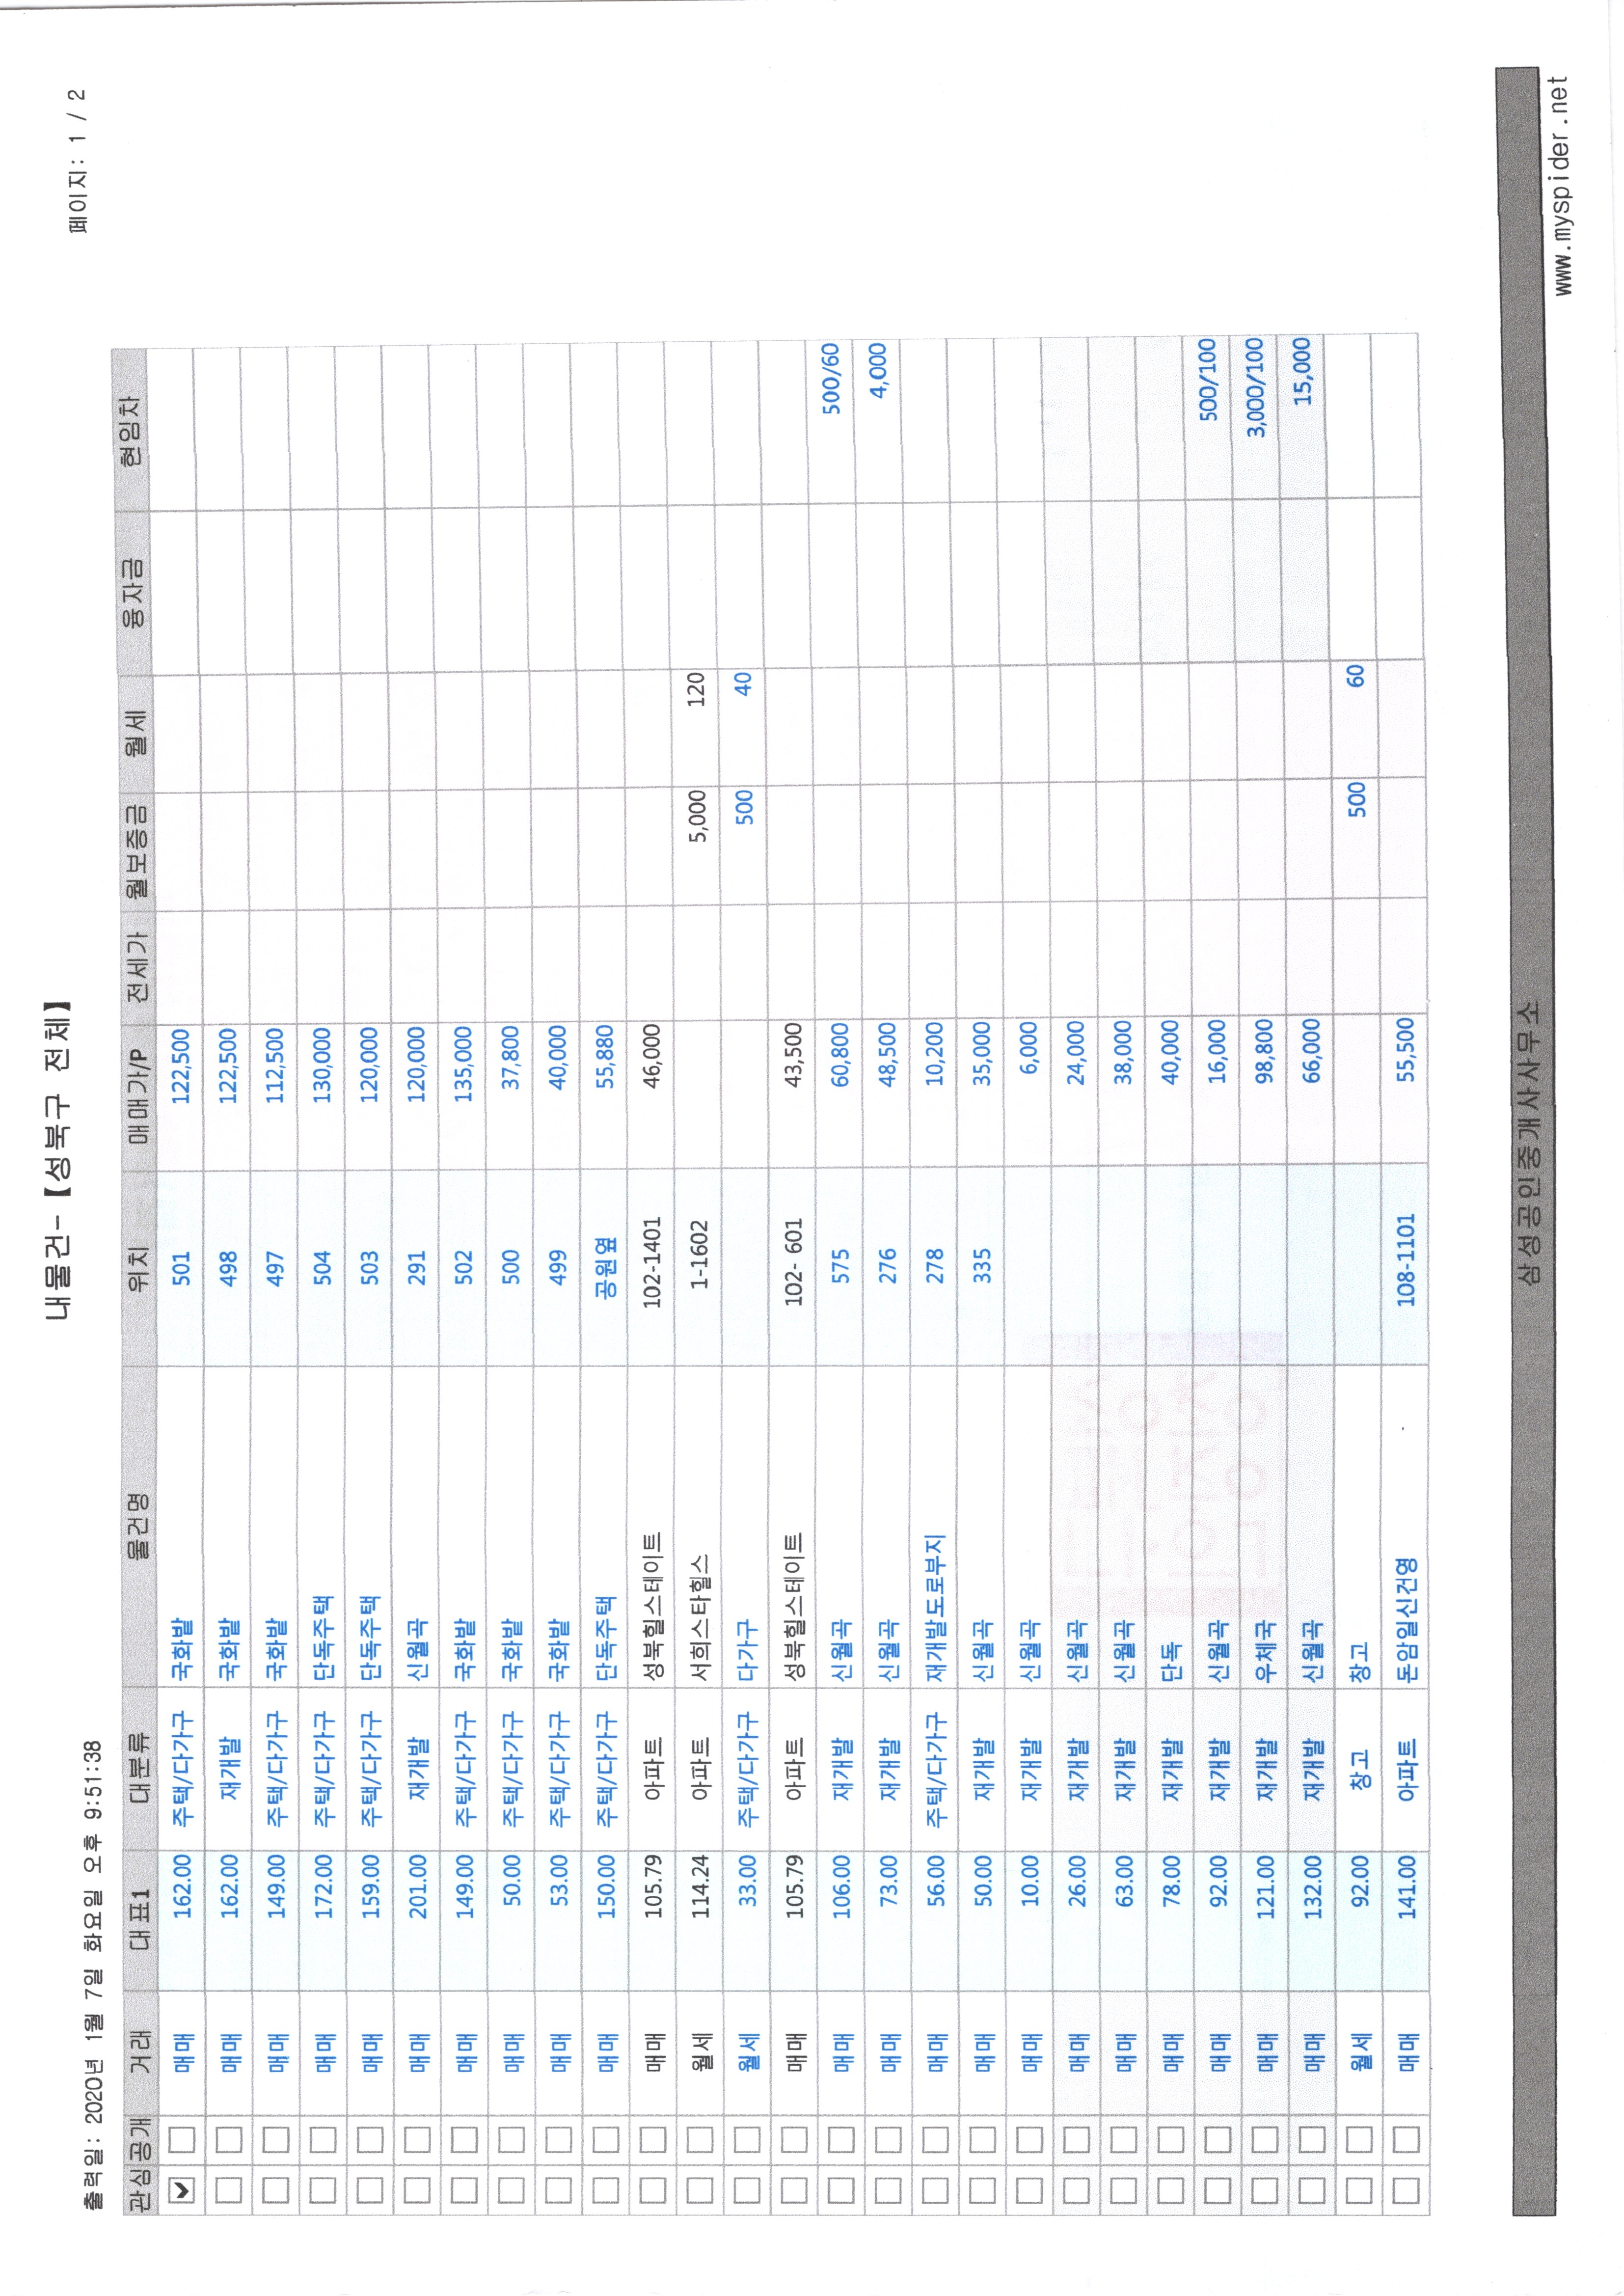 내물건-【성북구 전체】
출력일: 2020년 1월 7일 화요일 오후 9:51:38
페이지: 1 / 2
관심 공개 거래 대표1 대분류 물건명 위치 매매가/P 전세가 월보증금 월세 융자금 현임차
매매 162.00 주택/다가구 국화밭 501 122,500
매매 162.00 재개발 국화밭 498 122,500
매매 149.00 주택/다가구 국화밭 497 112,500
매매 172.00 주택/다가구 단독주택 504 130,000
매매 159.00 주택/다가구 단독주택 503 120,000
매매 201.00 재개발 신월곡 291 120,000
매매 149.00 주택/다가구 국화밭 502 135,000
매매 50.00 주택/다가구 국화밭 500 37,800
매매 53.00 주택/다가구 국화밭 499 40,000
매매 150.00 주택/다가구 단독주택 공원옆 55,880
매매 105.79 아파트 성북힐스테이트 102-1401 46,000
월세 114.24 아파트 서희스타힐스 1-1602 5,000 120
월세 33.00 주택/다가구 다가구 500 40
매매 105.79 아파트 성북힐스테이트 102- 601 43,500
매매 106.00 재개발 신월곡 575 60,800 500/60
매매 73.00 재개발 신월곡 276 48,500 4,000
매매 56.00 주택/다가구 재개발도로부지 278 10,200
매매 50.00 재개발 신월곡 335 35,000
매매 10.00 재개발 신월곡 6,000
매매 26.00 재개발 신월곡 24,000
매매 63.00 재개발 신월곡 38,000
매매 78.00 재개발 단독 40,000
매매 92.00 재개발 신월곡 16,000 500/100
매매 121.00 재개발 우체국 98,800 3,000/100
매매 132.00 재개발 신월곡 66,000 15,000
월세 92.00 창고 창고 500 60
매매 141.00 아파트 돈암일신건영 108-1101 55,500
삼성공인중개사사무소
www.myspider.net